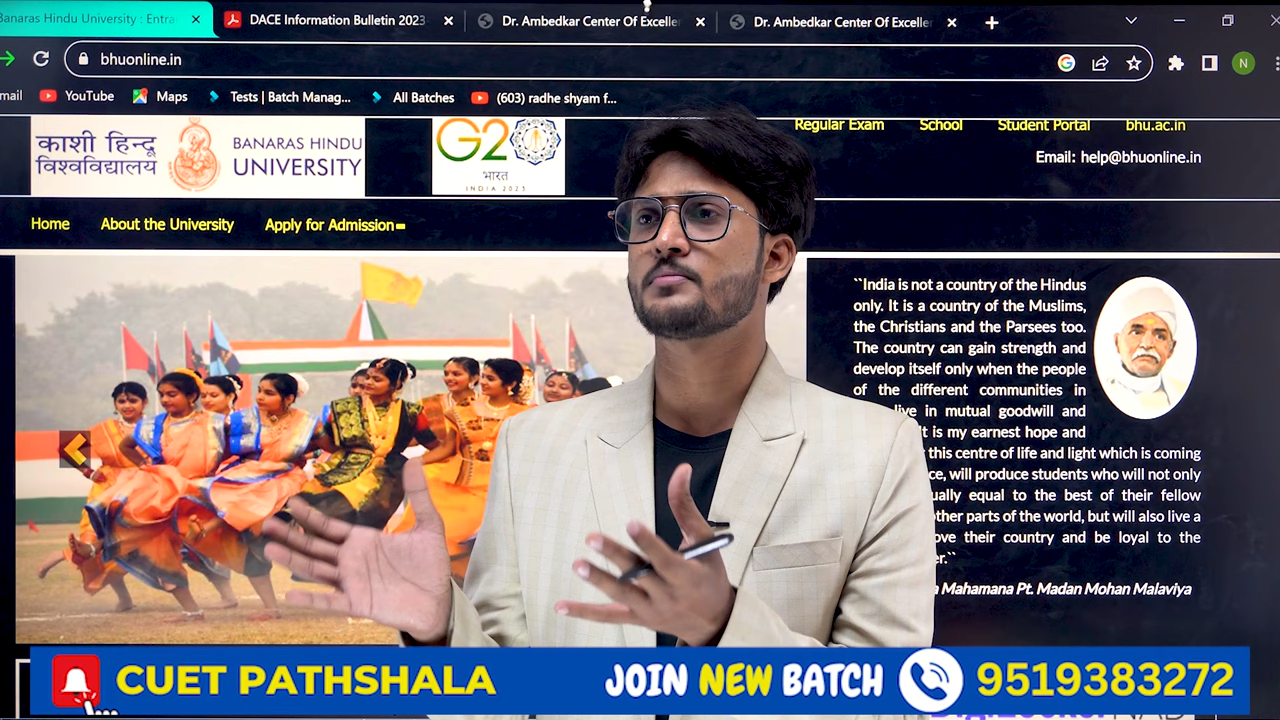 Banaras Hindu University : Entra
DACE Information Bulletin 2023
Dr. Ambedkar Center Of Excelle
Dr. Ambedkar Center Of Exceller
bhuonline.in
N
mail
YouTube
Maps
Tests | Batch Manag...
All Batches
(603) radhe shyam f...
काशी हिन्दू
विश्वविद्यालय
BANARAS HINDU
UNIVERSITY
G2
भारत
INDIA 2023
Regular Exam
School
Student Portal
bhu.ac.in
Email: help@bhuonline.in
Home
About the University
Apply for Admission
``India is not a country of the Hindus
only. It is a country of the Muslims,
the Christians and the Parsees too.
The country can gain strength and
develop itself only when the people
of the different communities in
live in mutual goodwill and
It is my earnest hope and
this centre of life and light which is coming
ce, will produce students who will not only
ually equal to the best of their fellow
other parts of the world, but will also live a
ove their country and be loyal to the
er.``
a Mahamana Pt. Madan Mohan Malaviya
CUET PATHSHALA
JOIN NEW BATCH
9519383272